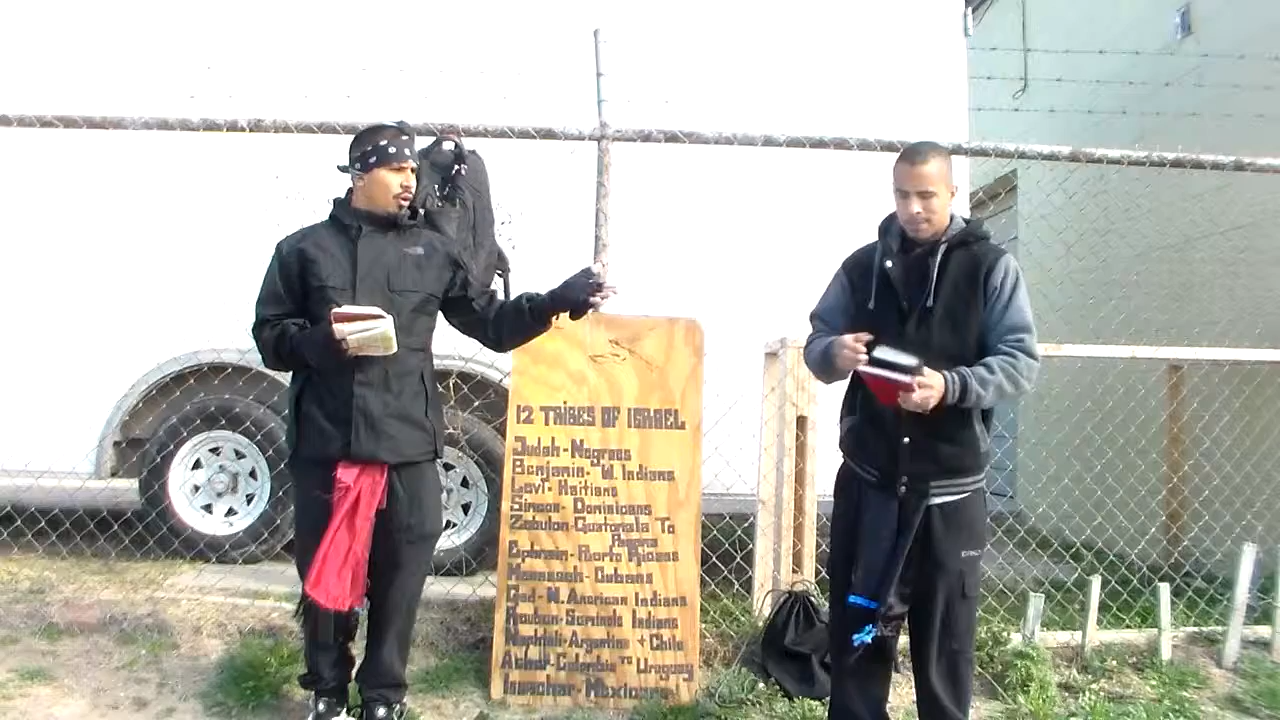 12 TRIBES OF ISRAEL
Judah-Negroes
Benjamin- W. Indians
Levi-Haitians
Simeon-Dominicans
Zebulon-Guatemala To
Panama
Ephraim-Puerto Ricans
Manasseh-Cubans
Gad-N. American Indians
Reuben-Seminole Indians
Naphtali-Argentina + Chile
Asher-Colombia To Uruguay
Issachar-Mexicans